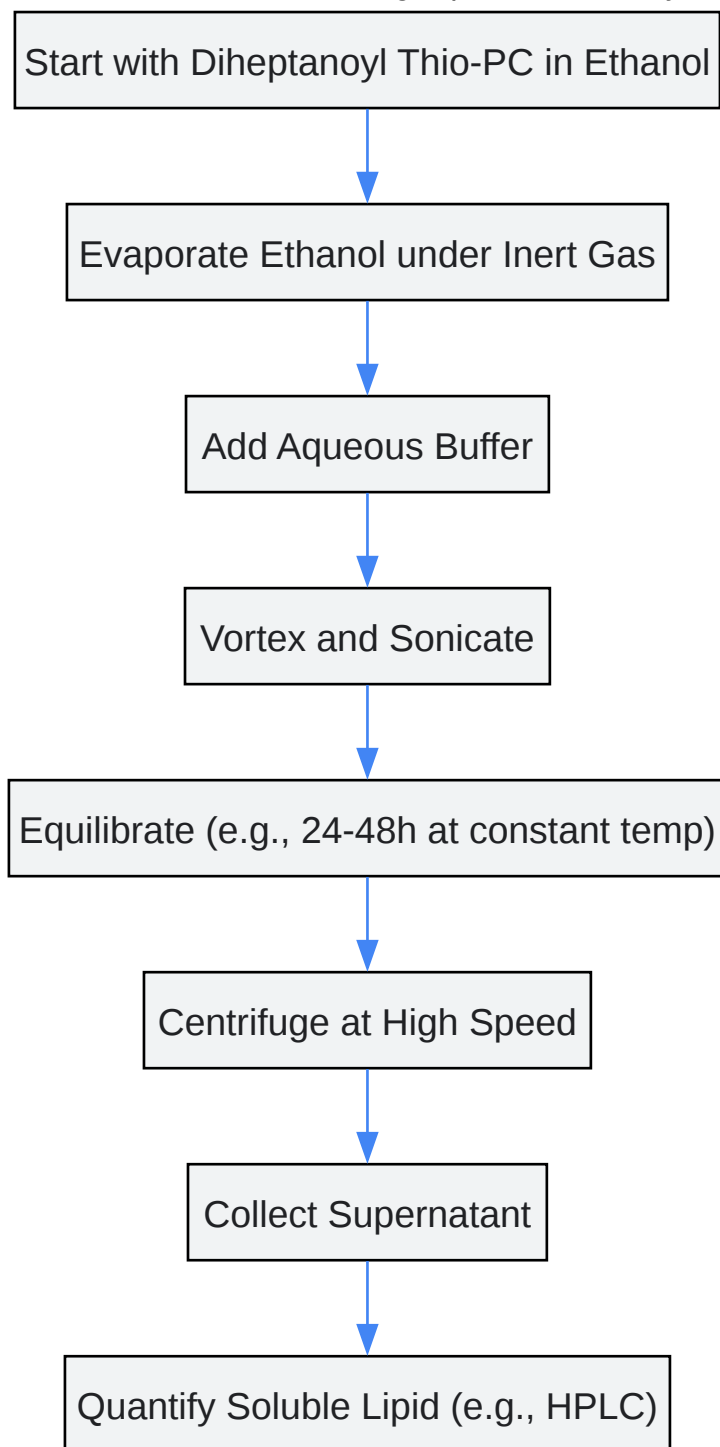 Start with Diheptanoyl Thio-PC in Ethanol
Evaporate Ethanol under Inert Gas
Add Aqueous Buffer
Vortex and Sonicate
Equilibrate (e.g., 24-48h at constant temp)
Centrifuge at High Speed
Collect Supernatant
Quantify Soluble Lipid (e.g., HPLC)